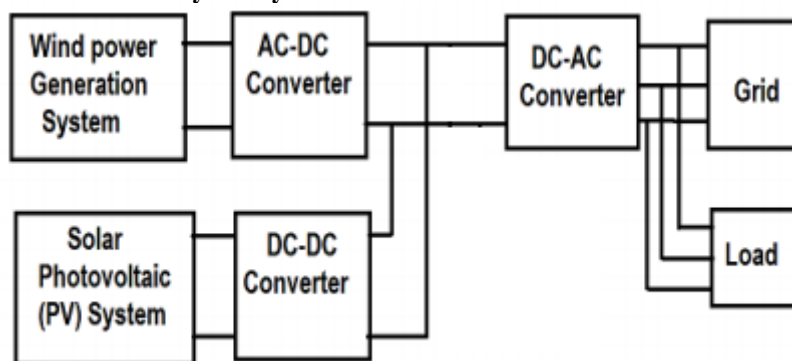 Wind power
Generation
System
AC-DC
Converter
DC-AC
Converter
Grid
Solar
Photovoltaic
(PV) System
DC-DC
Converter
Load